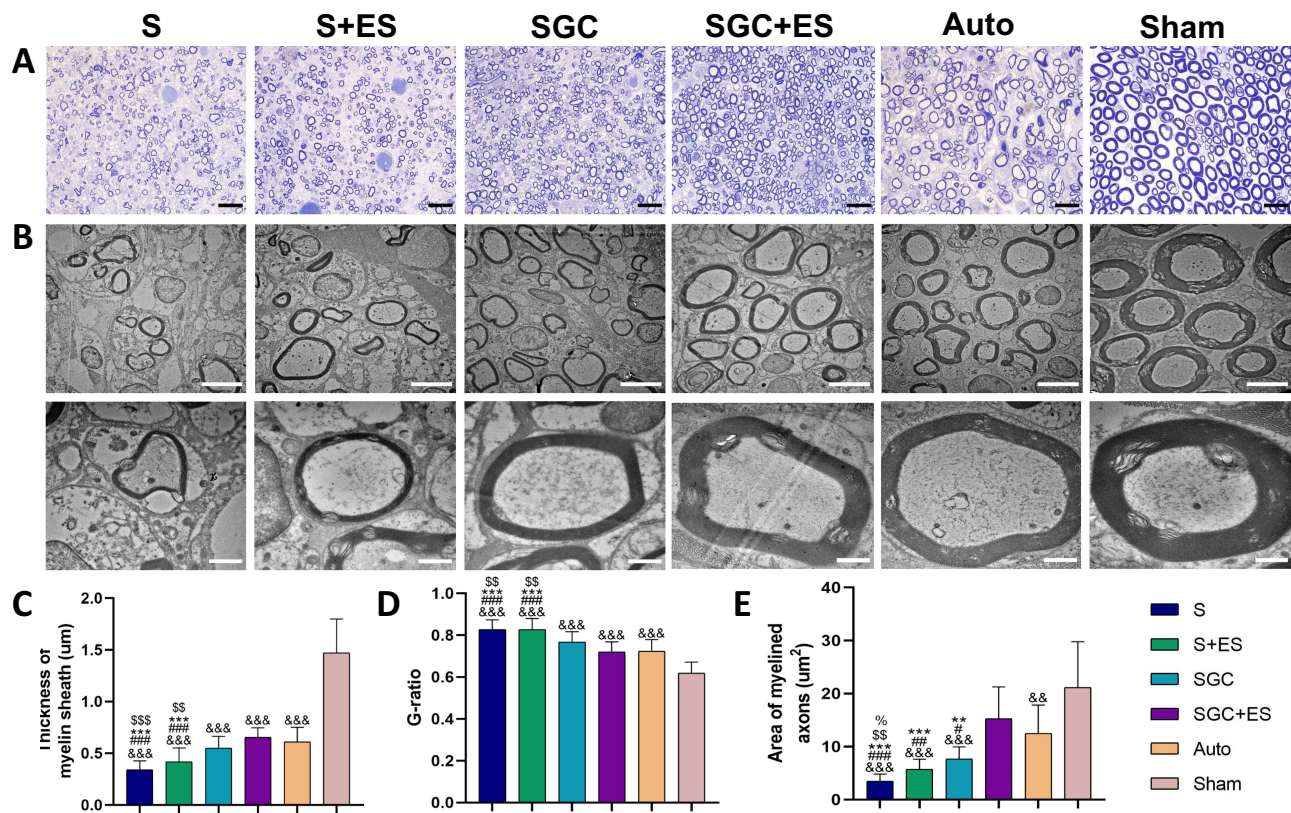 S S+ES SGC SGC+ES Auto Sham
A
B
C
Thickness of
myelin sheath (um)
2.0
1.5
1.0
0.5
0.0
$$$
***
###
&&&
$$
***
###
&&&
&&&
&&&
&&&
D
G-ratio
1.0
0.8
0.6
0.4
0.2
0.0
$$
***
###
&&&
$$
***
###
&&&
&&&
&&&
&&&
E
Area of myelined
axons (um²)
40
30
20
10
0
%
$$
***
###
&&&
***
##
&&&
**
#
&&&
&&
S
S+ES
SGC
SGC+ES
Auto
Sham